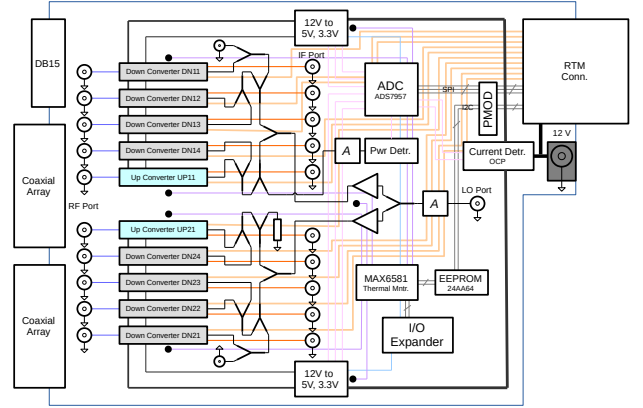 12V to
5V, 3.3V
RTM
Conn.
DB15
IF Port
Down Converter DN11
Down Converter DN12
Down Converter DN13
Down Converter DN14
Up Converter UP11
ADC
ADS7957
SPI
I2C
PMOD
12 V
A
Pwr Detr.
Current Detr.
OCP
Coaxial
Array
RF Port
LO Port
A
Up Converter UP21
Down Converter DN24
Down Converter DN23
Down Converter DN22
Down Converter DN21
MAX6581
Thermal Mntr.
EEPROM
24AA64
Coaxial
Array
I/O
Expander
12V to
5V, 3.3V